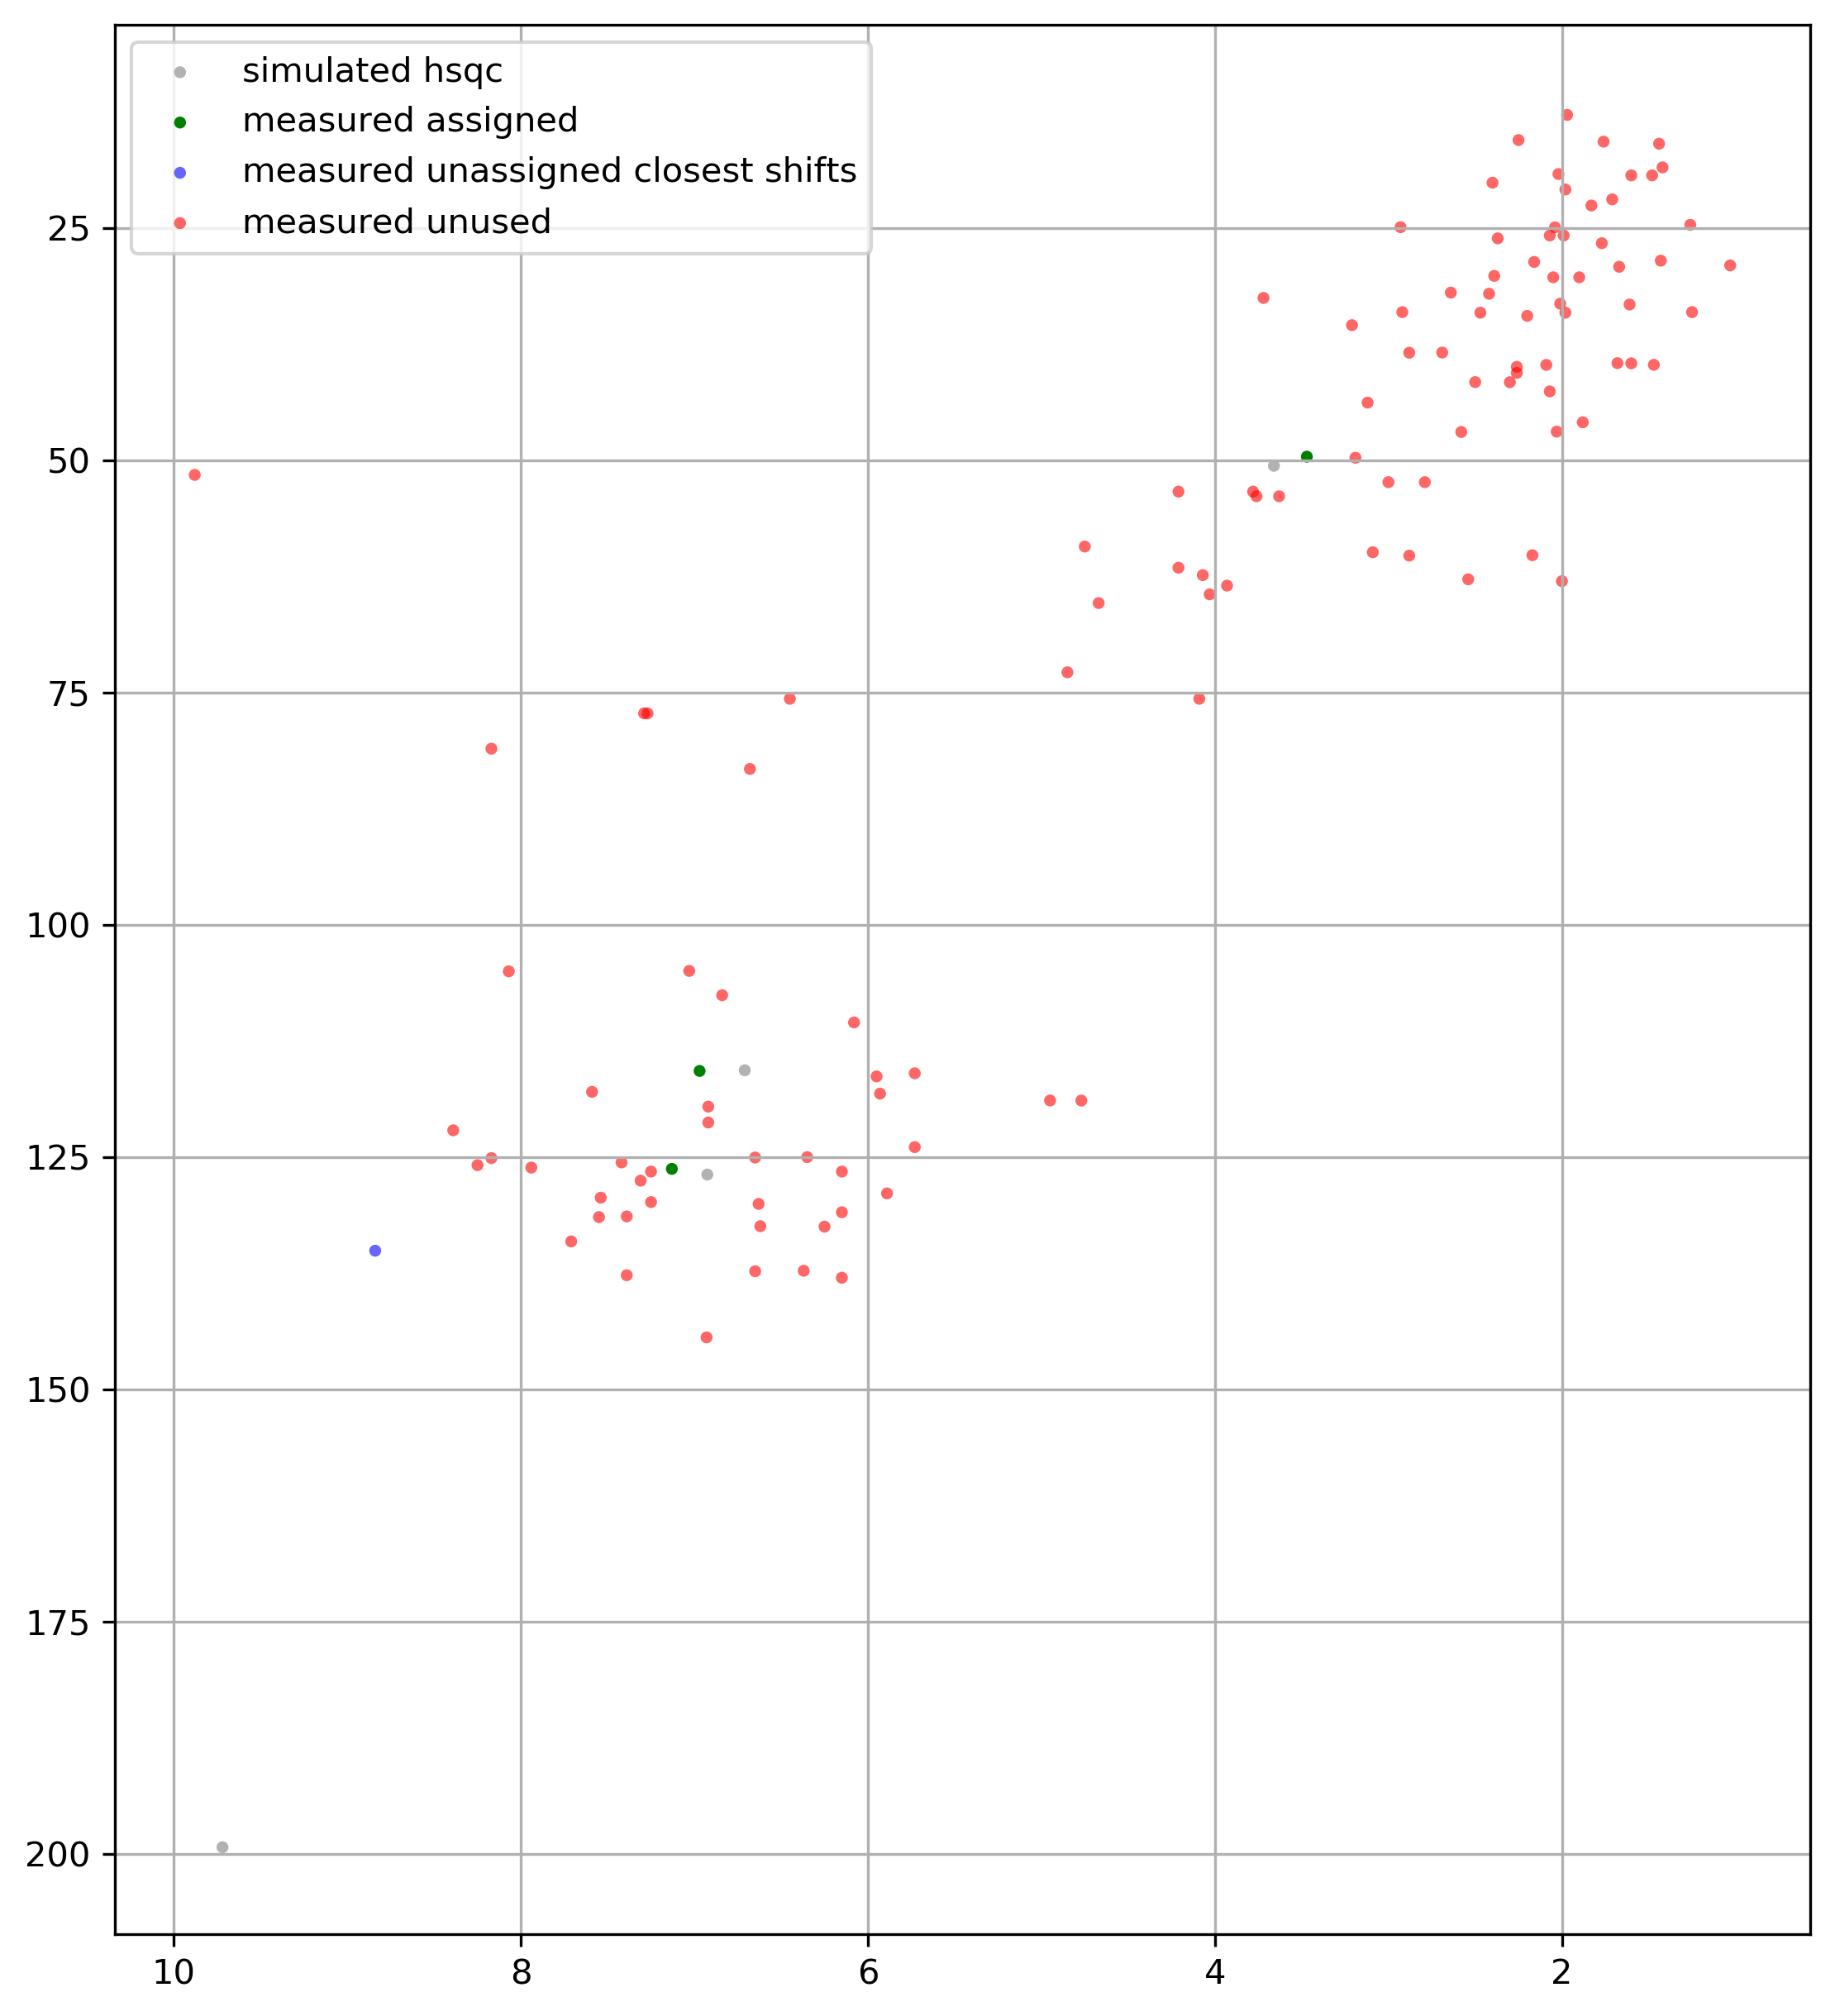 simulated hsqc
measured assigned
measured unassigned closest shifts
measured unused
25
50
75
100
125
150
175
200
10 8 6 4 2